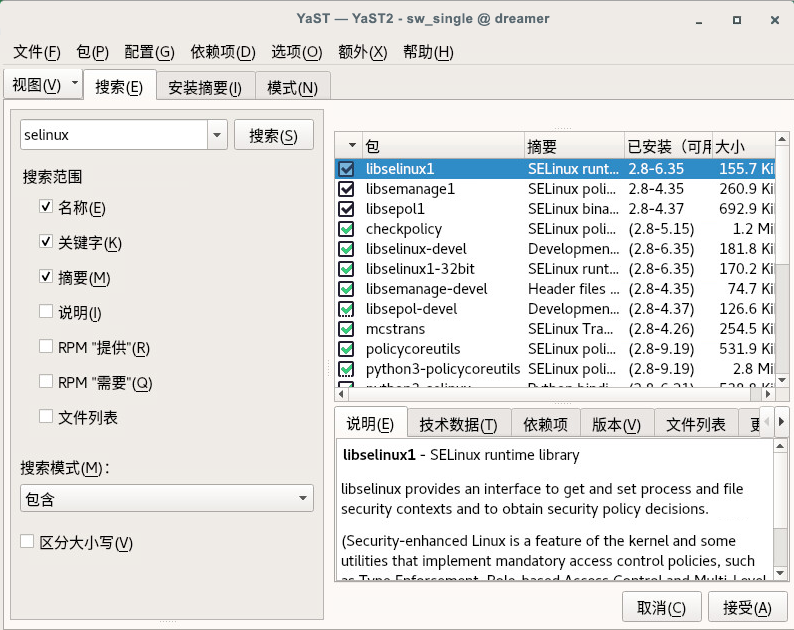 YaST — YaST2 - sw_single @ dreamer
文件(F) 包(P) 配置(G) 依赖项(D) 选项(O) 额外(X) 帮助(H)
视图(V) 搜索(E) 安装摘要(I) 模式(N)
selinux 搜索(S)
搜索范围
名称(E)
关键字(K)
摘要(M)
说明(I)
RPM "提供"(R)
RPM "需要"(Q)
文件列表
搜索模式(M)：
包含
区分大小写(V)
包 摘要 已安装（可用 大小
libselinux1 SELinux runt... 2.8-6.35 155.7 Ki
libsemanage1 SELinux poli... 2.8-4.35 260.9 Ki
libsepol1 SELinux bina... 2.8-4.37 692.9 Ki
checkpolicy SELinux poli... (2.8-5.15) 1.2 Mi
libselinux-devel Developmen... (2.8-6.35) 181.8 Ki
libselinux1-32bit SELinux runt... (2.8-6.35) 170.2 Ki
libsemanage-devel Header files ... (2.8-4.35) 74.7 Ki
libsepol-devel Developmen... (2.8-4.37) 126.6 Ki
mcstrans SELinux Tra... (2.8-4.26) 254.5 Ki
policycoreutils SELinux poli... (2.8-9.19) 531.9 Ki
python3-policycoreutils SELinux poli... (2.8-9.19) 2.8 Mi
说明(E) 技术数据(T) 依赖项 版本(V) 文件列表
libselinux1 - SELinux runtime library
libselinux provides an interface to get and set process and file
security contexts and to obtain security policy decisions.
(Security-enhanced Linux is a feature of the kernel and some
utilities that implement mandatory access control policies, such
as Type Enforcement, Role-based Access Control and Multi-Level
取消(C) 接受(A)